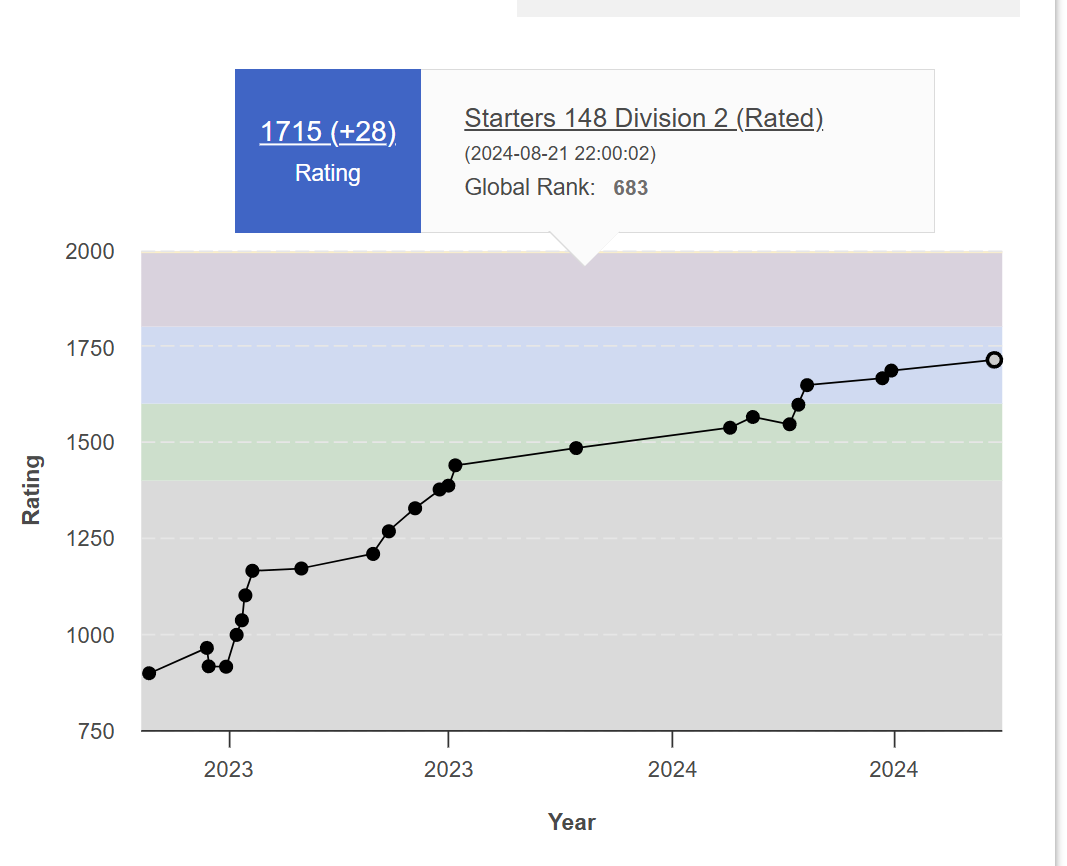 1715 (+28)
Rating
Starters 148 Division 2 (Rated)
(2024-08-21 22:00:02)
Global Rank: 683
2000
1750
1500
1250
1000
750
Rating
2023
2023
2024
2024
Year